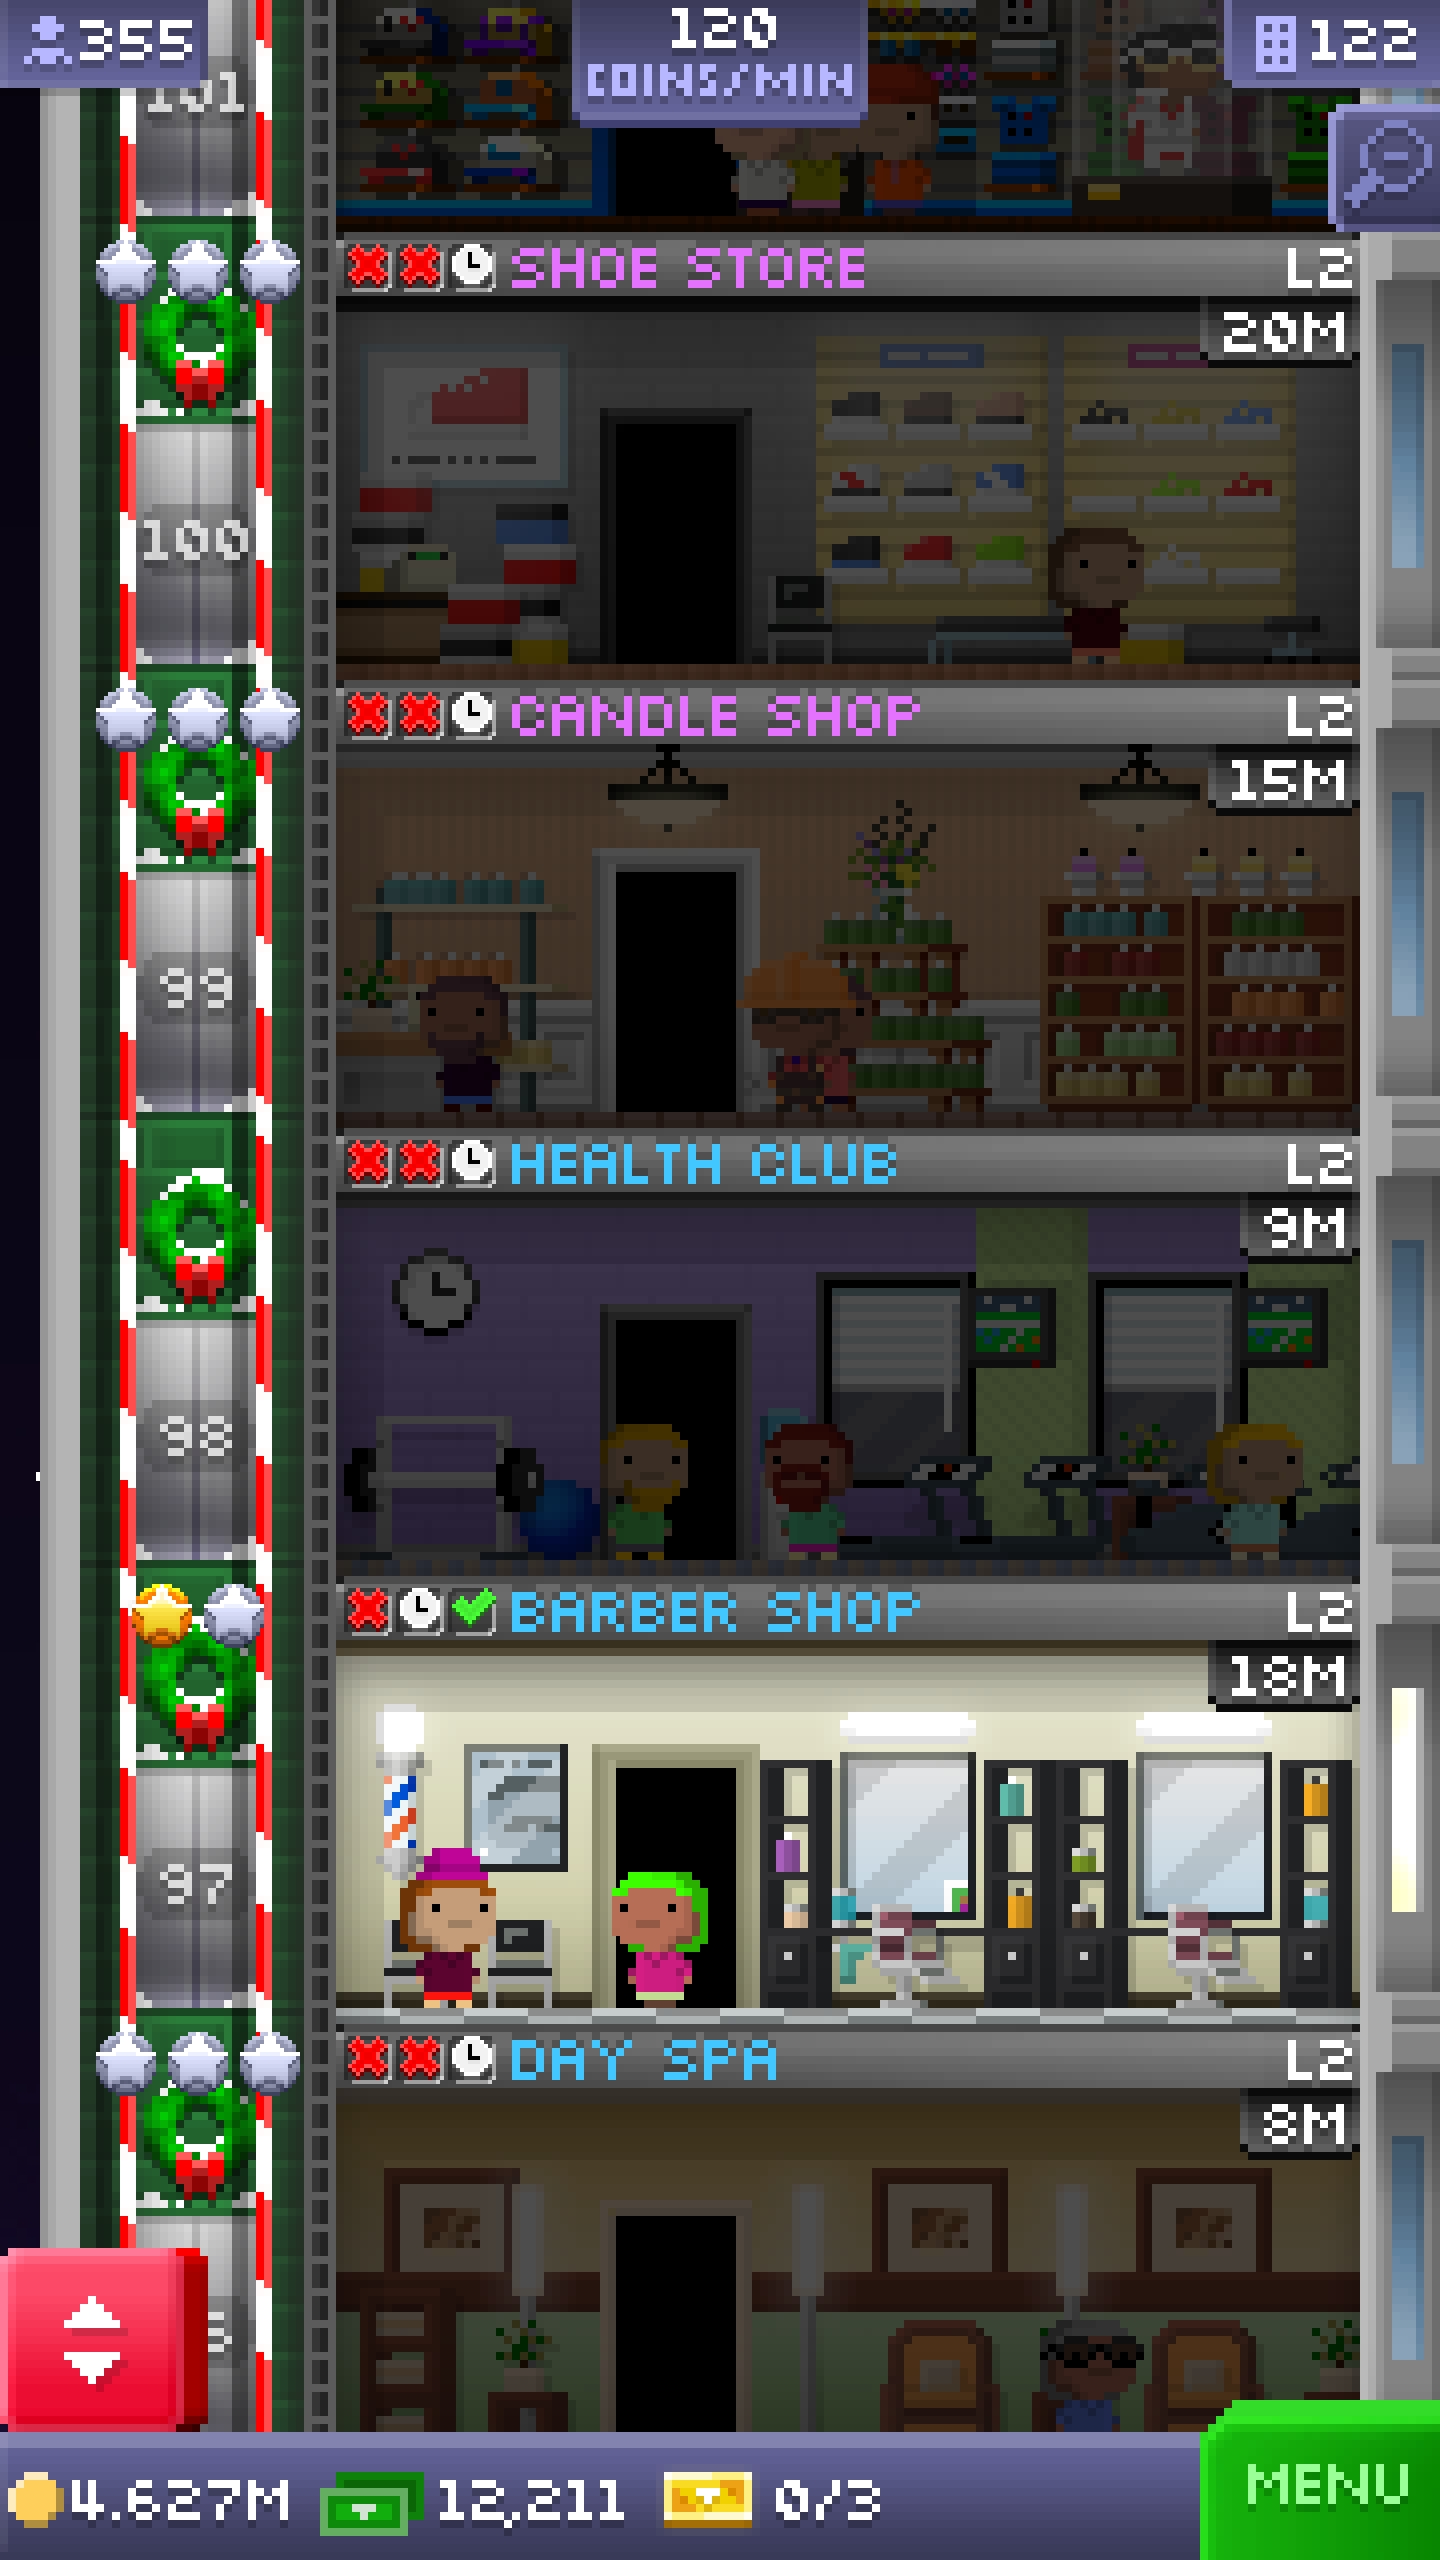 355
120
COINS/MIN
122
101
SHOE STORE L2
20M
100
CANDLE SHOP L2
15M
99
HEALTH CLUB L2
9M
98
BARBER SHOP L2
18M
97
DAY SPA L2
8M
4.627M 12,211 0/3
MENU